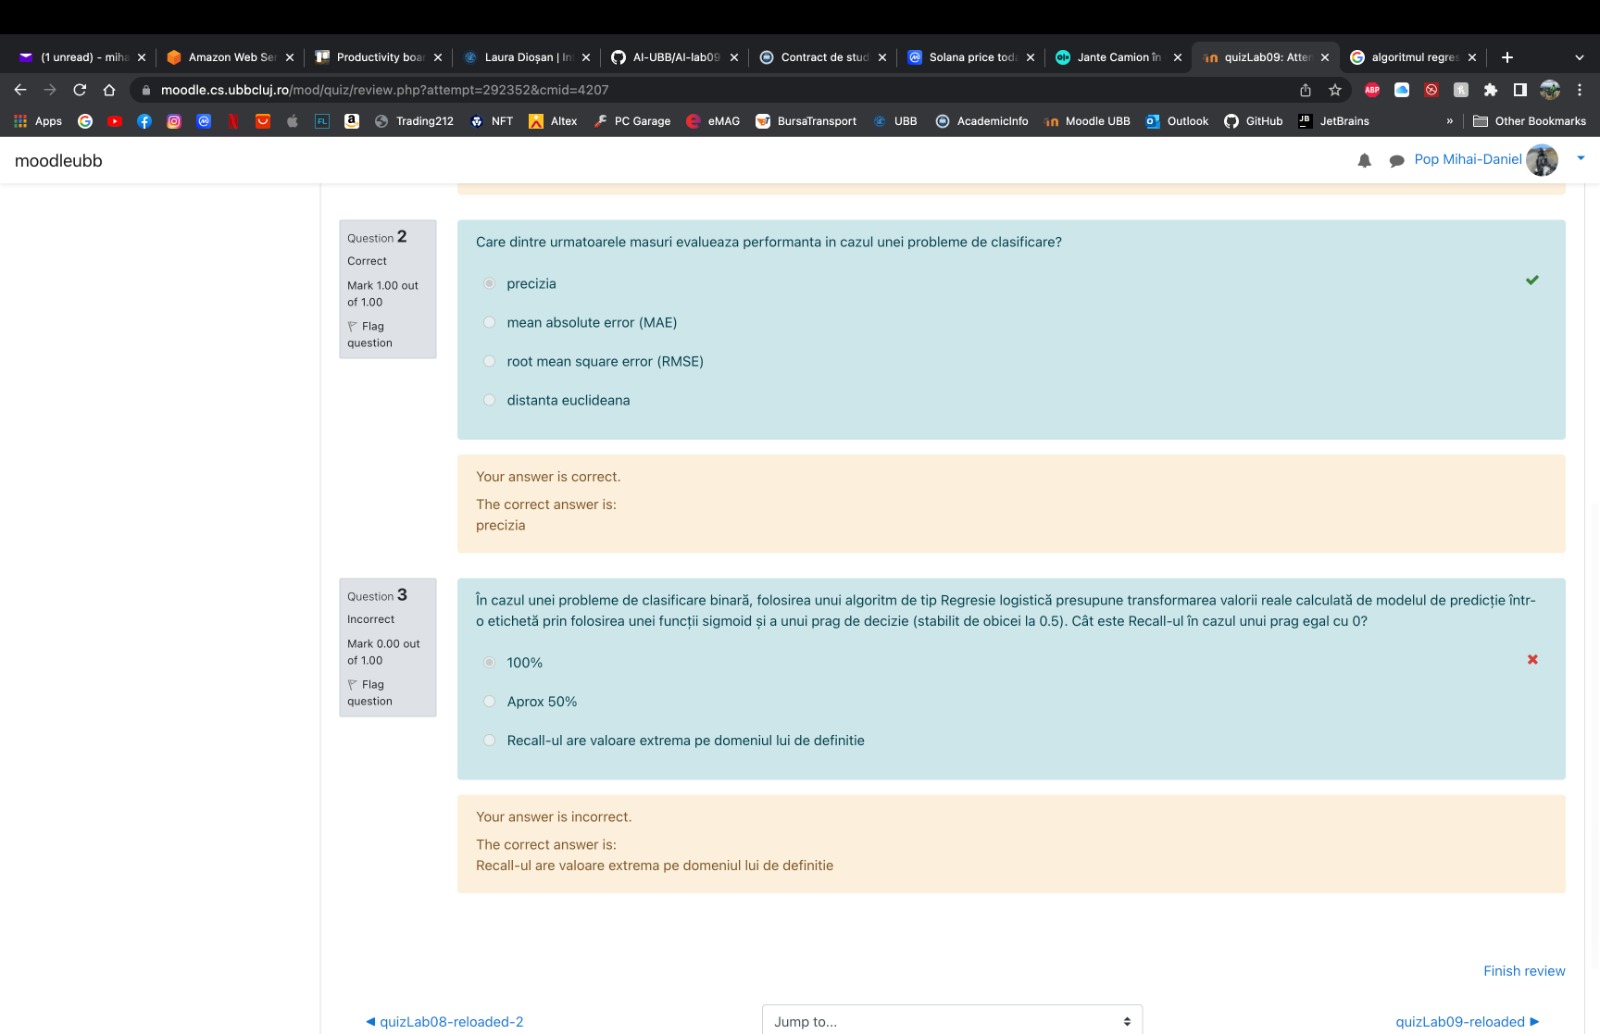 (1 unread) - miha
Amazon Web Ser
Productivity boar
Laura Dioșan | In
AI-UBB/AI-lab09
Contract de stud
Solana price toda
Jante Camion în
quizLab09: Atten
algoritmul regres
moodle.cs.ubbcluj.ro/mod/quiz/review.php?attempt=292352&cmid=4207
ABP
Apps
FL
Trading212
NFT
Altex
PC Garage
eMAG
BursaTransport
UBB
AcademicInfo
Moodle UBB
Outlook
GitHub
JetBrains
»
Other Bookmarks
moodleubb
Pop Mihai-Daniel
Question 2
Correct
Mark 1.00 out
of 1.00
Flag
question
Care dintre urmatoarele masuri evalueaza performanta in cazul unei probleme de clasificare?
precizia
mean absolute error (MAE)
root mean square error (RMSE)
distanta euclideana
Your answer is correct.
The correct answer is:
precizia
Question 3
Incorrect
Mark 0.00 out
of 1.00
Flag
question
În cazul unei probleme de clasificare binară, folosirea unui algoritm de tip Regresie logistică presupune transformarea valorii reale calculată de modelul de predicție într-
o etichetă prin folosirea unei funcții sigmoid și a unui prag de decizie (stabilit de obicei la 0.5). Cât este Recall-ul în cazul unui prag egal cu 0?
100%
Aprox 50%
Recall-ul are valoare extrema pe domeniul lui de definitie
Your answer is incorrect.
The correct answer is:
Recall-ul are valoare extrema pe domeniul lui de definitie
Finish review
◄ quizLab08-reloaded-2
Jump to...
quizLab09-reloaded ►